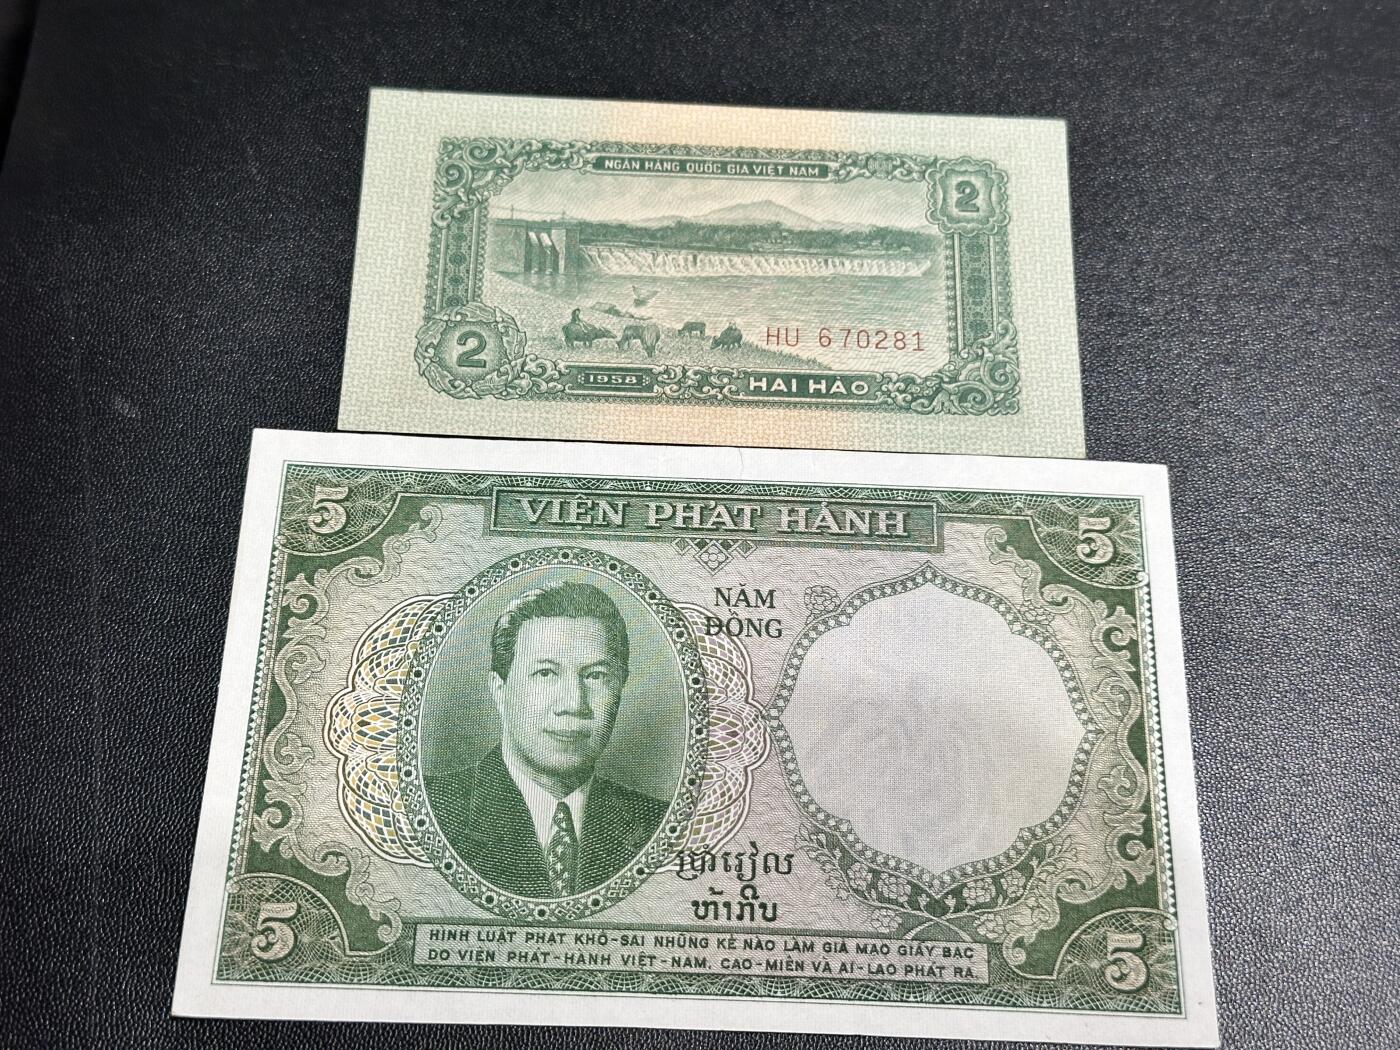 NGÂN HÀNG QUỐC GIA VIỆT NAM
2
HU 670281
2
1958
HAI HÀO
5
VIỆN PHÁT HÀNH
5
NĂM
ĐỒNG
ប្រាំរៀល
ຫ້າກີບ
5
HÌNH LUẬT PHẠT KHỔ-SAI NHỮNG KẺ NÀO LÀM GIẢ MẠO GIẤY BẠC
DO VIỆN PHÁT-HÀNH VIỆT-NAM, CAO-MIÊN VÀ AI-LAO PHÁT RA.
5